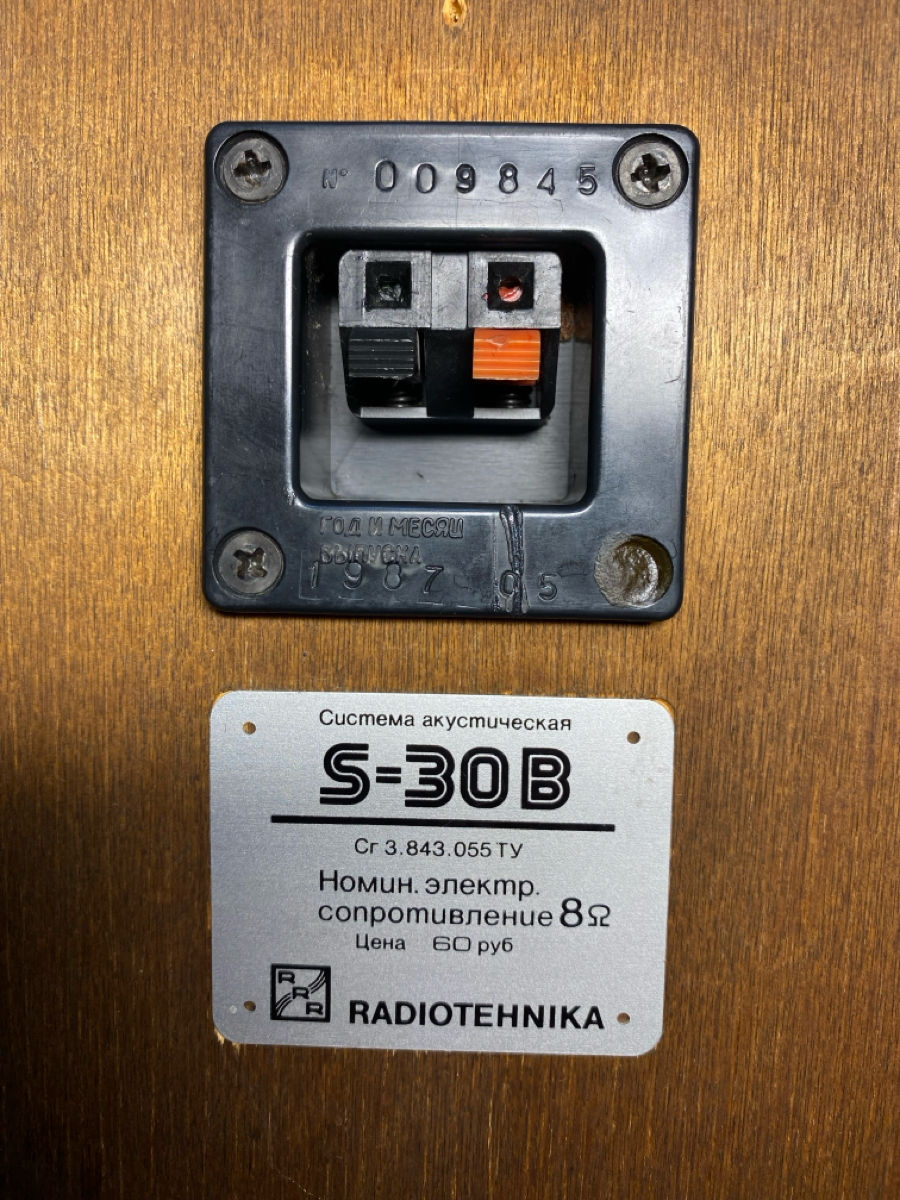 N° 009845
ГОД И МЕСЯЦ
ВЫПУСКА
1987 05
Система акустическая
S-30B
Сг 3.843.055 ТУ
Номин. электр.
сопротивление 8Ω
Цена 60 руб
RRR
RADIOTEHNIKA